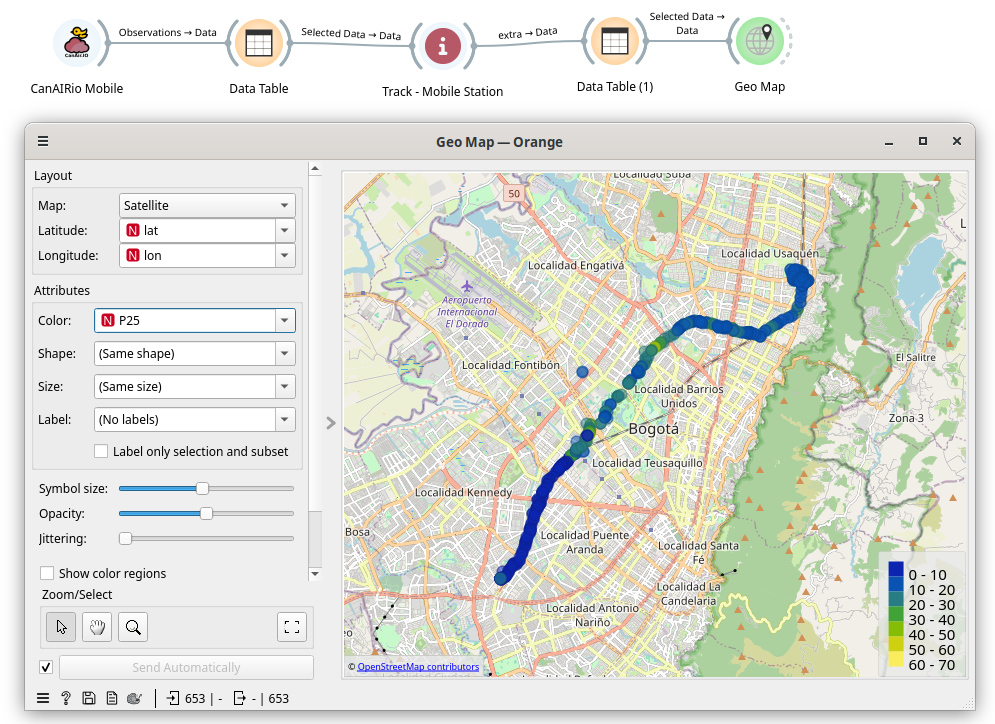 Observations → Data
Selected Data → Data
extra → Data
Selected Data →
Data
CanAIRio
CanAIRio Mobile
Data Table
Track - Mobile Station
Data Table (1)
Geo Map
Geo Map — Orange
Layout
Map:
Satellite
Latitude:
N lat
Longitude:
N lon
Attributes
Color:
N P25
Shape:
(Same shape)
Size:
(Same size)
Label:
(No labels)
Label only selection and subset
Symbol size:
Opacity:
Jittering:
Show color regions
Zoom/Select
Send Automatically
653 | -
- | 653
Localidad Suba
50
Localidad Usaquén
Localidad Engativá
Aeropuerto
Internacional
El Dorado
Localidad Fontibón
El Salitre
Localidad Barrios
Unidos
Zona 3
Bogotá
Localidad Teusaquillo
Localidad Kennedy
Bosa
Localidad Puente
Aranda
Localidad Santa
Fé
Localidad La
Candelaria
Localidad Antonio
Nariño
0 - 10
10 - 20
20 - 30
30 - 40
40 - 50
50 - 60
60 - 70
© OpenStreetMap contributors